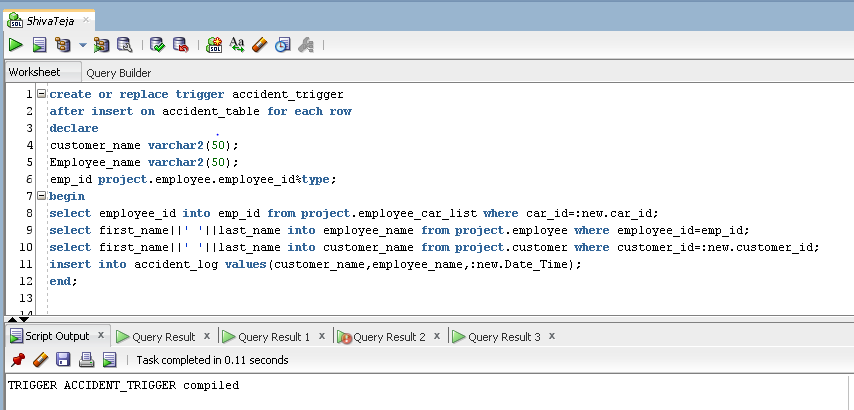 ShivaTeja
Worksheet Query Builder
1 create or replace trigger accident_trigger
2 after insert on accident_table for each row
3 declare
4 customer_name varchar2(50);
5 Employee_name varchar2(50);
6 emp_id project.employee.employee_id%type;
7 begin
8 select employee_id into emp_id from project.employee_car_list where car_id=:new.car_id;
9 select first_name||' '||last_name into employee_name from project.employee where employee_id=emp_id;
10 select first_name||' '||last_name into customer_name from project.customer where customer_id=:new.customer_id;
11 insert into accident_log values(customer_name,employee_name,:new.Date_Time);
12 end;
13
14
Script Output x Query Result x Query Result 1 x Query Result 2 x Query Result 3 x
Task completed in 0.11 seconds
TRIGGER ACCIDENT_TRIGGER compiled